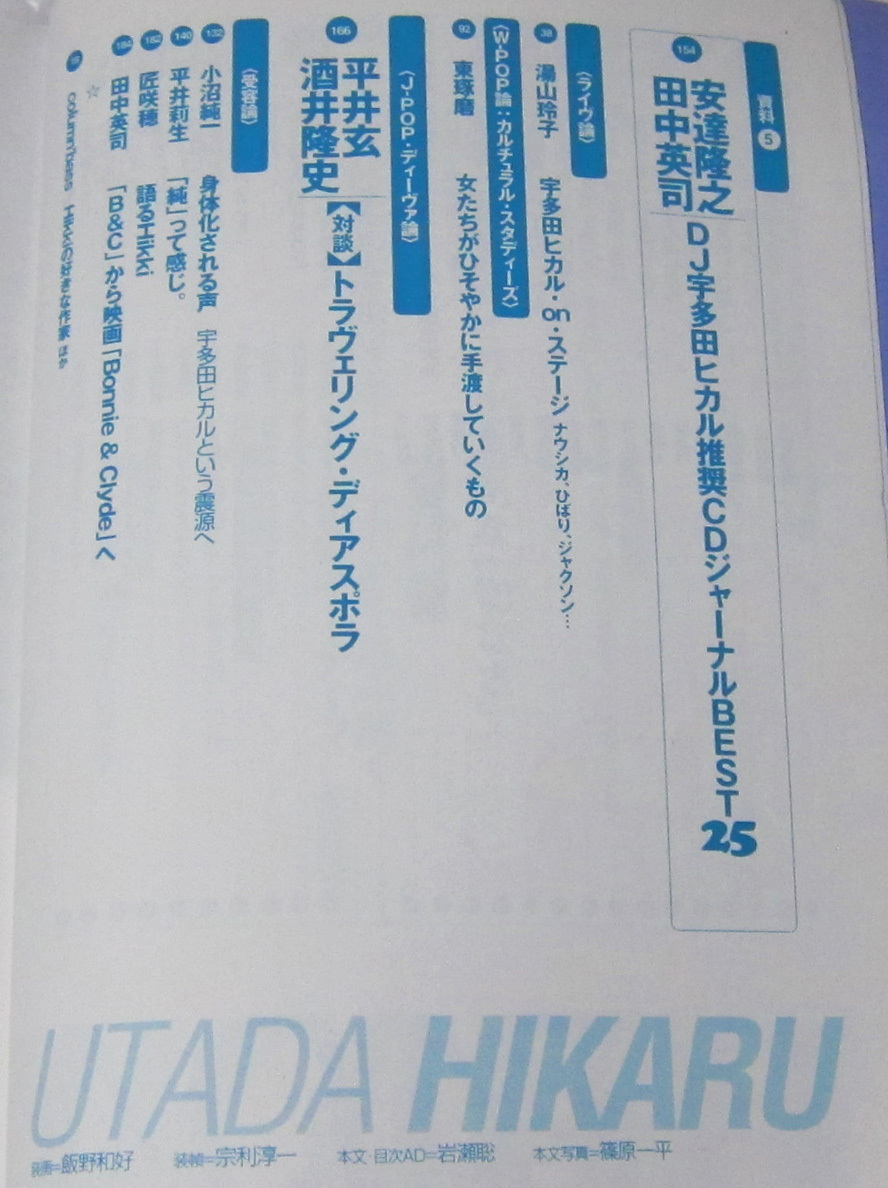 資料5
154
安達隆之
田中英司
DJ宇多田ヒカル推奨CDジャーナルBEST25
〈ライヴ論〉
38 湯山玲子 宇多田ヒカル・on・ステージ ナウシカ、ひばり、ジャクソン…
〈W-POP論：カルチュラル・スタディーズ〉
92 東琢磨 女たちがひそやかに手渡していくもの
〈J-POP・ディーヴァ論〉
166
平井玄
酒井隆史
【対談】トラヴェリング・ディアスポラ
〈受容論〉
132 小沼純一 身体化される声 宇多田ヒカルという震源へ
140 平井莉生 「純」って感じ。
182 匠咲穂 語るHikki
184 田中英司 「B&C」から映画「Bonnie & Clyde」へ
☆
の好きな作家 ほか
UTADA HIKARU
装画=飯野和好 装幀=宗利淳一 本文・目次AD=岩瀬聡 本文写真=篠原一平